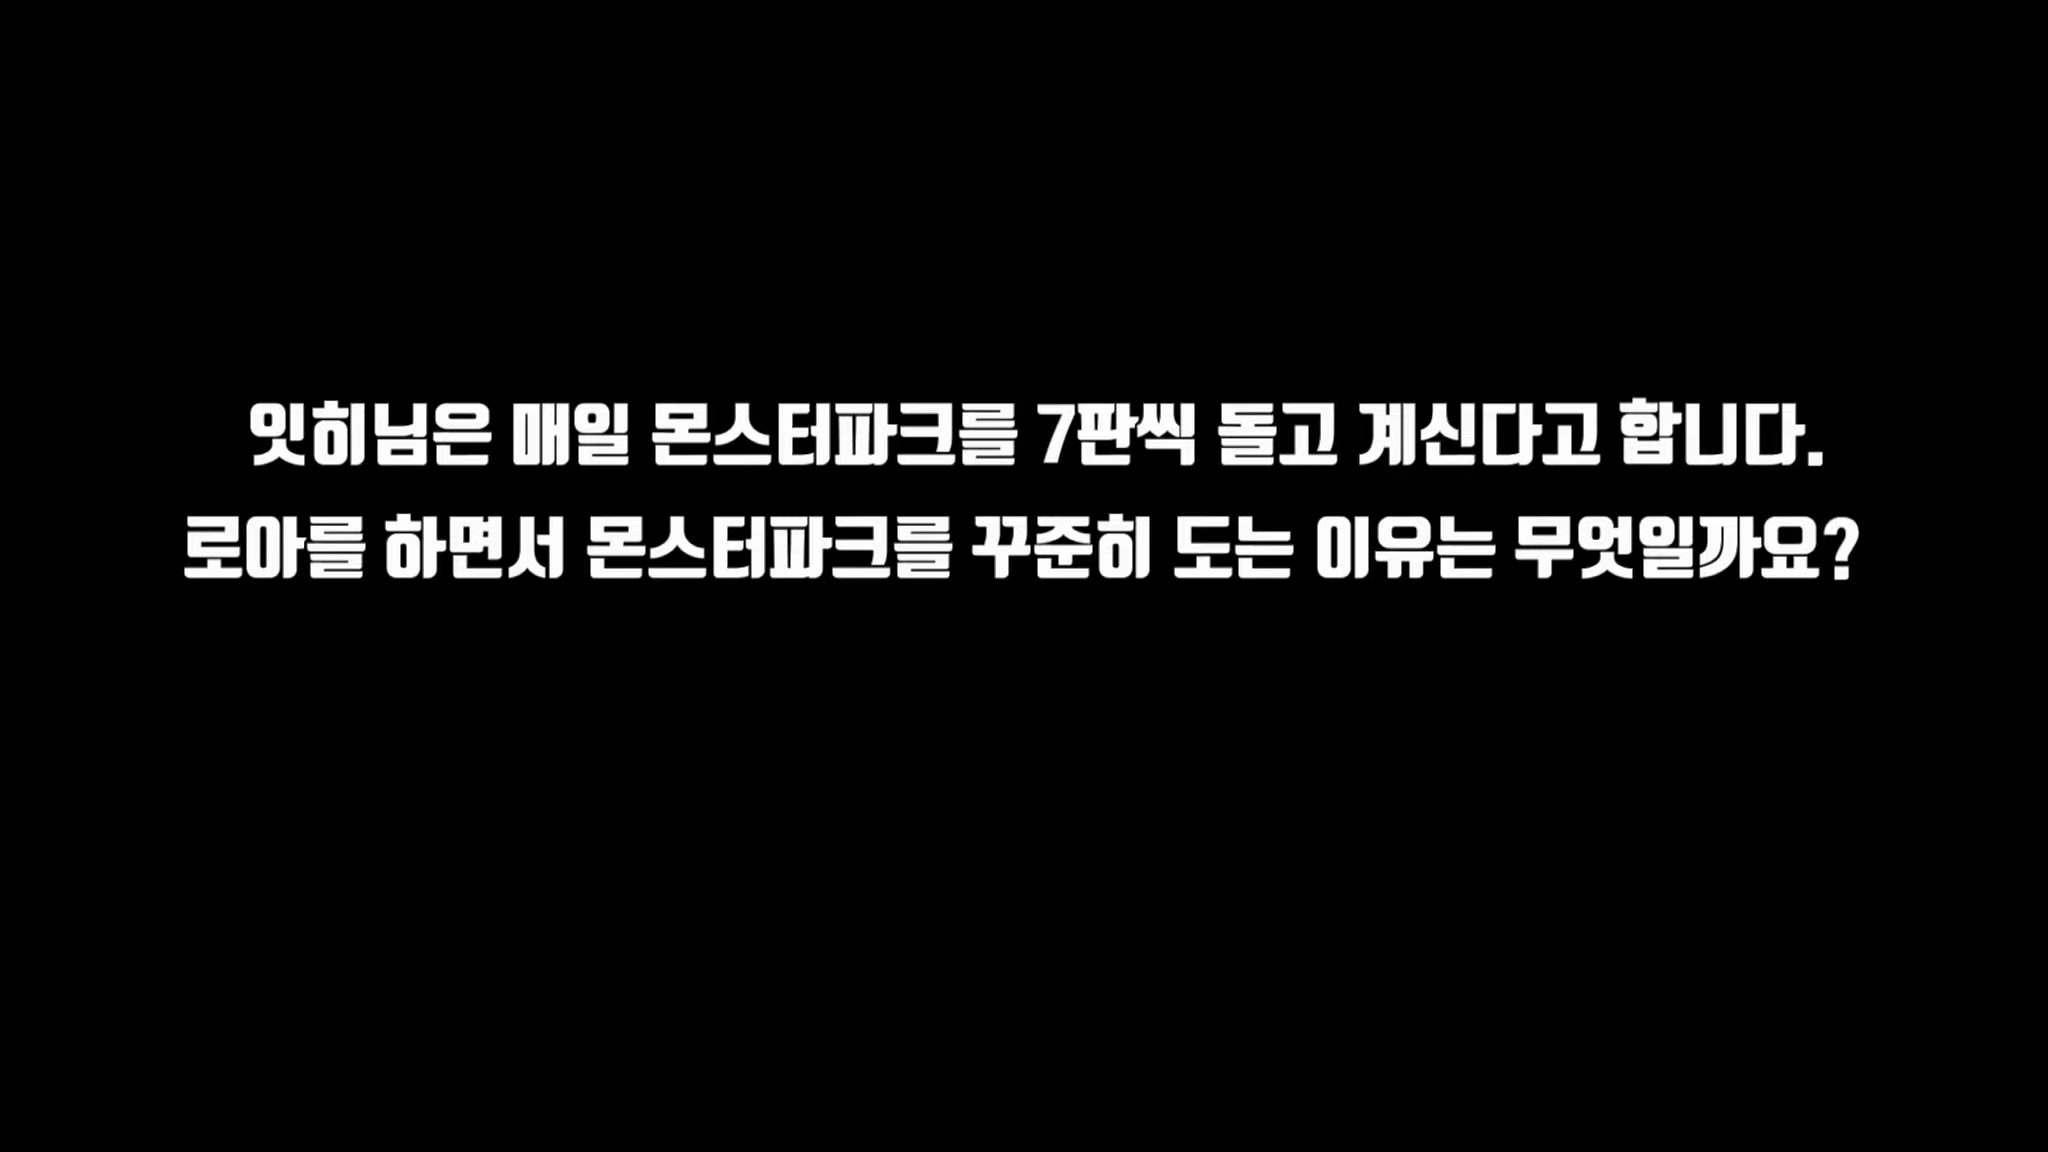 잇히님은 매일 몬스터파크를 7판씩 돌고 계신다고 합니다.
로아를 하면서 몬스터파크를 꾸준히 도는 이유는 무엇일까요?